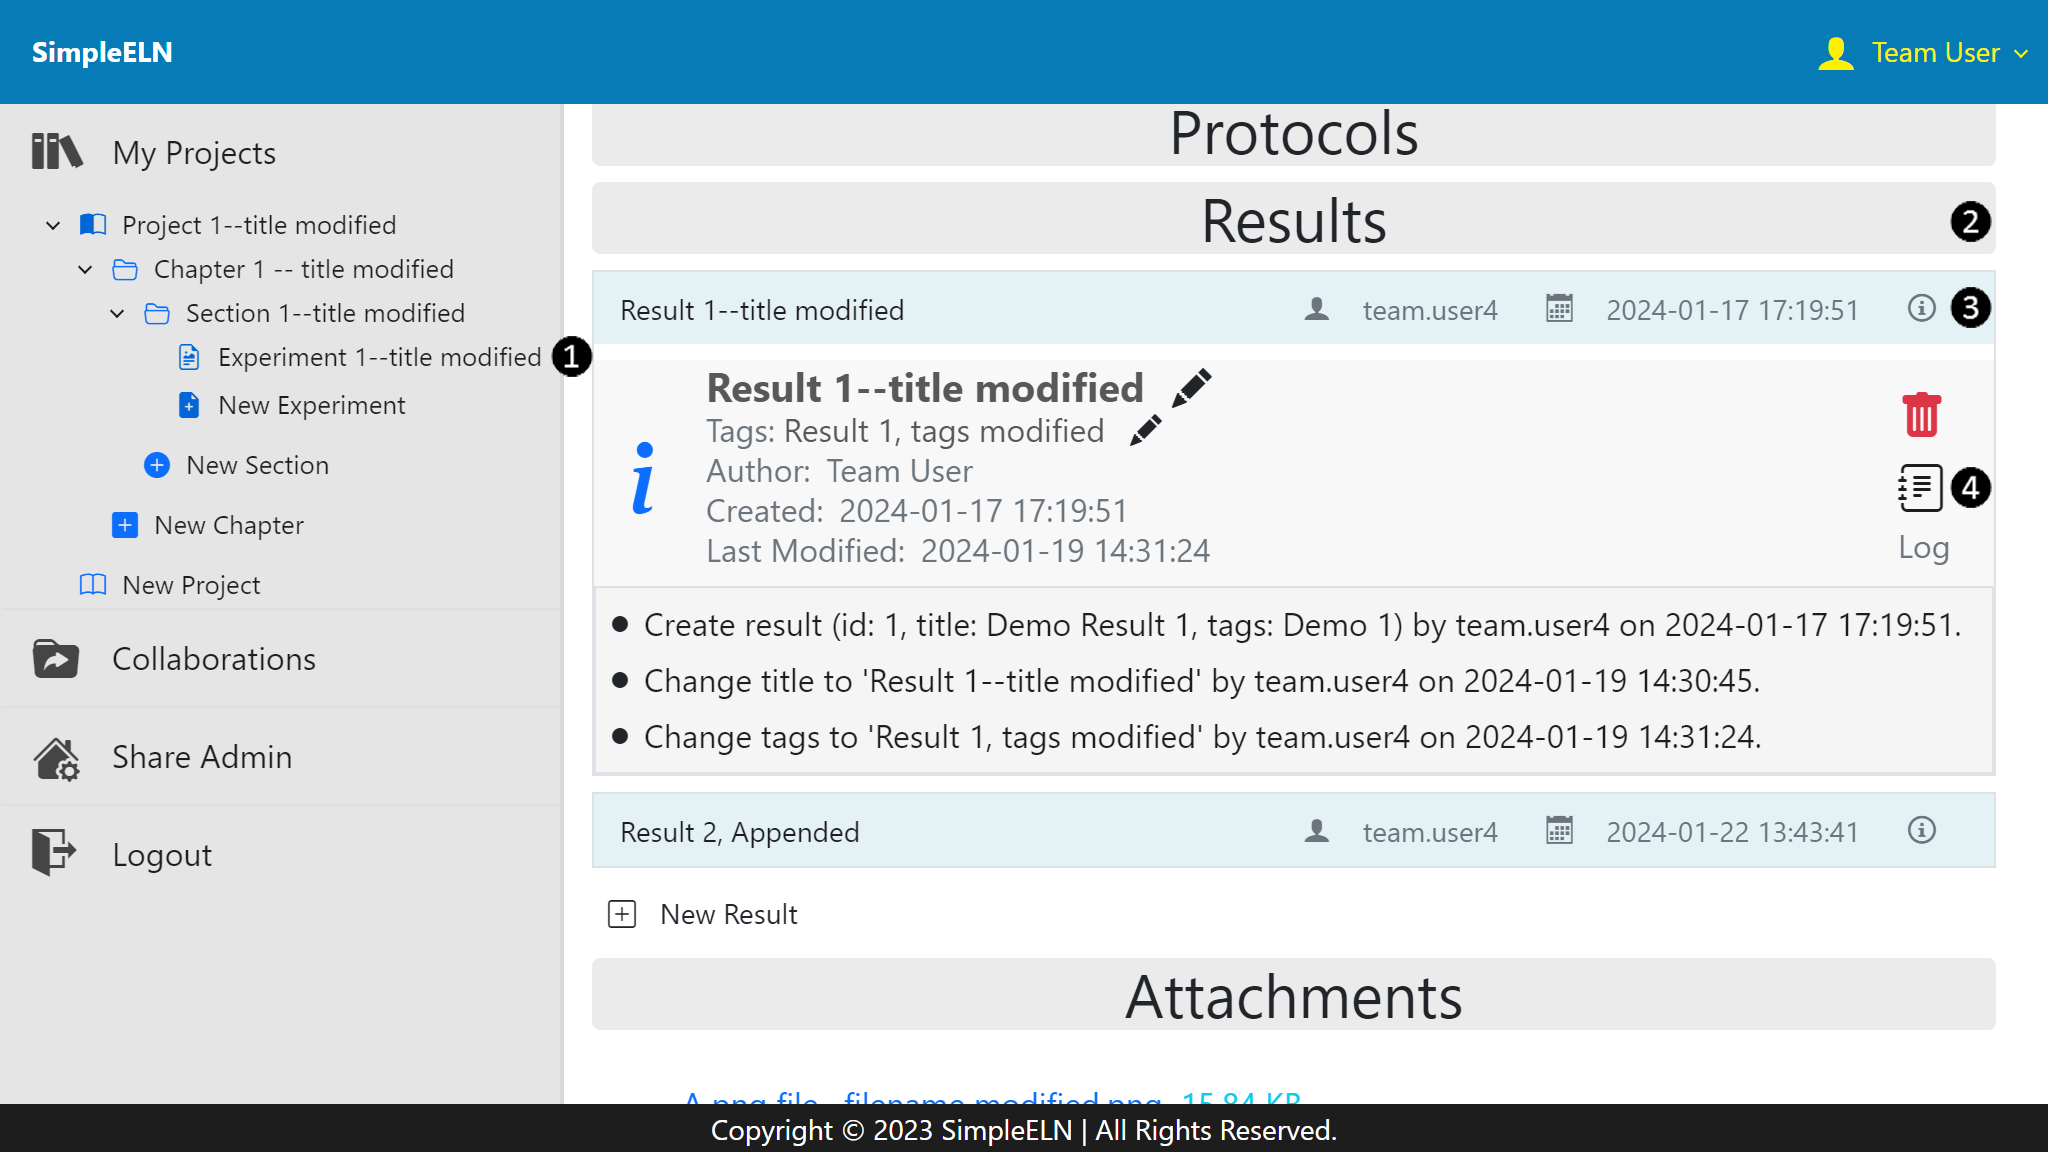 SimpleELN
Team User
My Projects
Project 1--title modified
Chapter 1 -- title modified
Section 1--title modified
Experiment 1--title modified
1
New Experiment
New Section
New Chapter
New Project
Collaborations
Share Admin
Logout
Protocols
Results
2
Result 1--title modified team.user4 2024-01-17 17:19:51
3
Result 1--title modified
Tags: Result 1, tags modified
Author: Team User
Created: 2024-01-17 17:19:51
Last Modified: 2024-01-19 14:31:24
4
Log
• Create result (id: 1, title: Demo Result 1, tags: Demo 1) by team.user4 on 2024-01-17 17:19:51.
• Change title to 'Result 1--title modified' by team.user4 on 2024-01-19 14:30:45.
• Change tags to 'Result 1, tags modified' by team.user4 on 2024-01-19 14:31:24.
Result 2, Appended team.user4 2024-01-22 13:43:41
New Result
Attachments
A png file--filename modified.png 15.84 KB
Copyright © 2023 SimpleELN | All Rights Reserved.